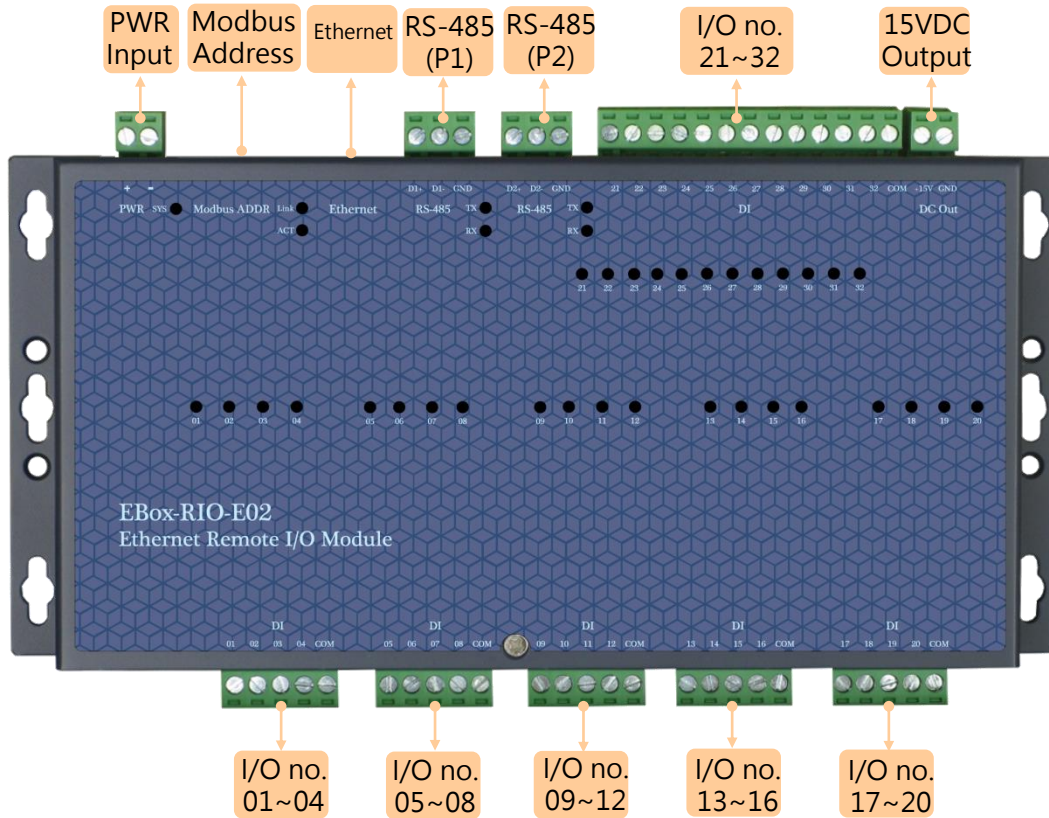 PWR Input
Modbus Address
Ethernet
RS-485 (P1)
RS-485 (P2)
I/O no. 21~32
15VDC Output
+ -
D1+ D1- GND
D2+ D2- GND
21 22 23 24 25 26 27 28 29 30 31 32 COM +15V GND
PWR SYS Modbus ADDR Link Ethernet RS-485 TX RS-485 TX DI DC Out
ACT RX RX
21 22 23 24 25 26 27 28 29 30 31 32
01 02 03 04 05 06 07 08 09 10 11 12 13 14 15 16 17 18 19 20
EBox-RIO-E02
Ethernet Remote I/O Module
DI DI DI DI DI
01 02 03 04 COM 05 06 07 08 COM 09 10 11 12 COM 13 14 15 16 COM 17 18 19 20 COM
I/O no. 01~04
I/O no. 05~08
I/O no. 09~12
I/O no. 13~16
I/O no. 17~20